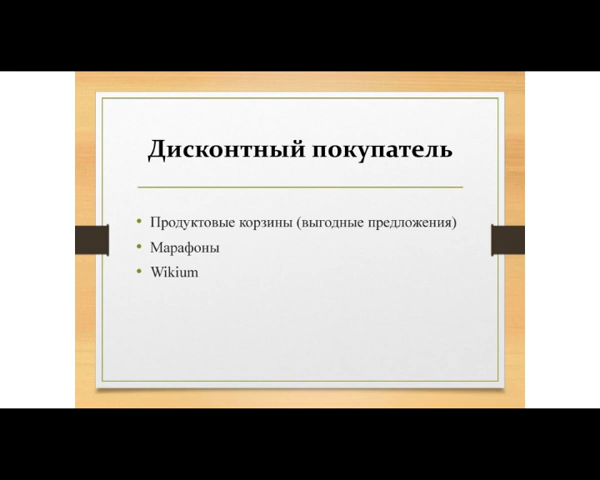 Дисконтный покупатель
• Продуктовые корзины (выгодные предложения)
• Марафоны
• Wikium